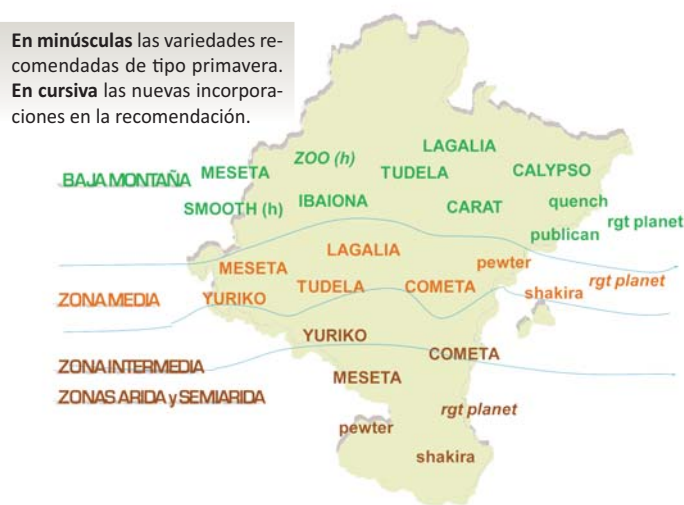 En minúsculas las variedades re-
comendadas de tipo primavera.
En cursiva las nuevas incorpora-
ciones en la recomendación.
LAGALIA
ZOO (h)
BAJA MONTAÑA MESETA TUDELA CALYPSO
SMOOTH (h) IBAIONA CARAT quench
publican rgt planet
LAGALIA
MESETA pewter
ZONA MEDIA YURIKO TUDELA COMETA shakira rgt planet
YURIKO
ZONA INTERMEDIA COMETA
MESETA
ZONAS ARIDA y SEMIARIDA
rgt planet
pewter
shakira